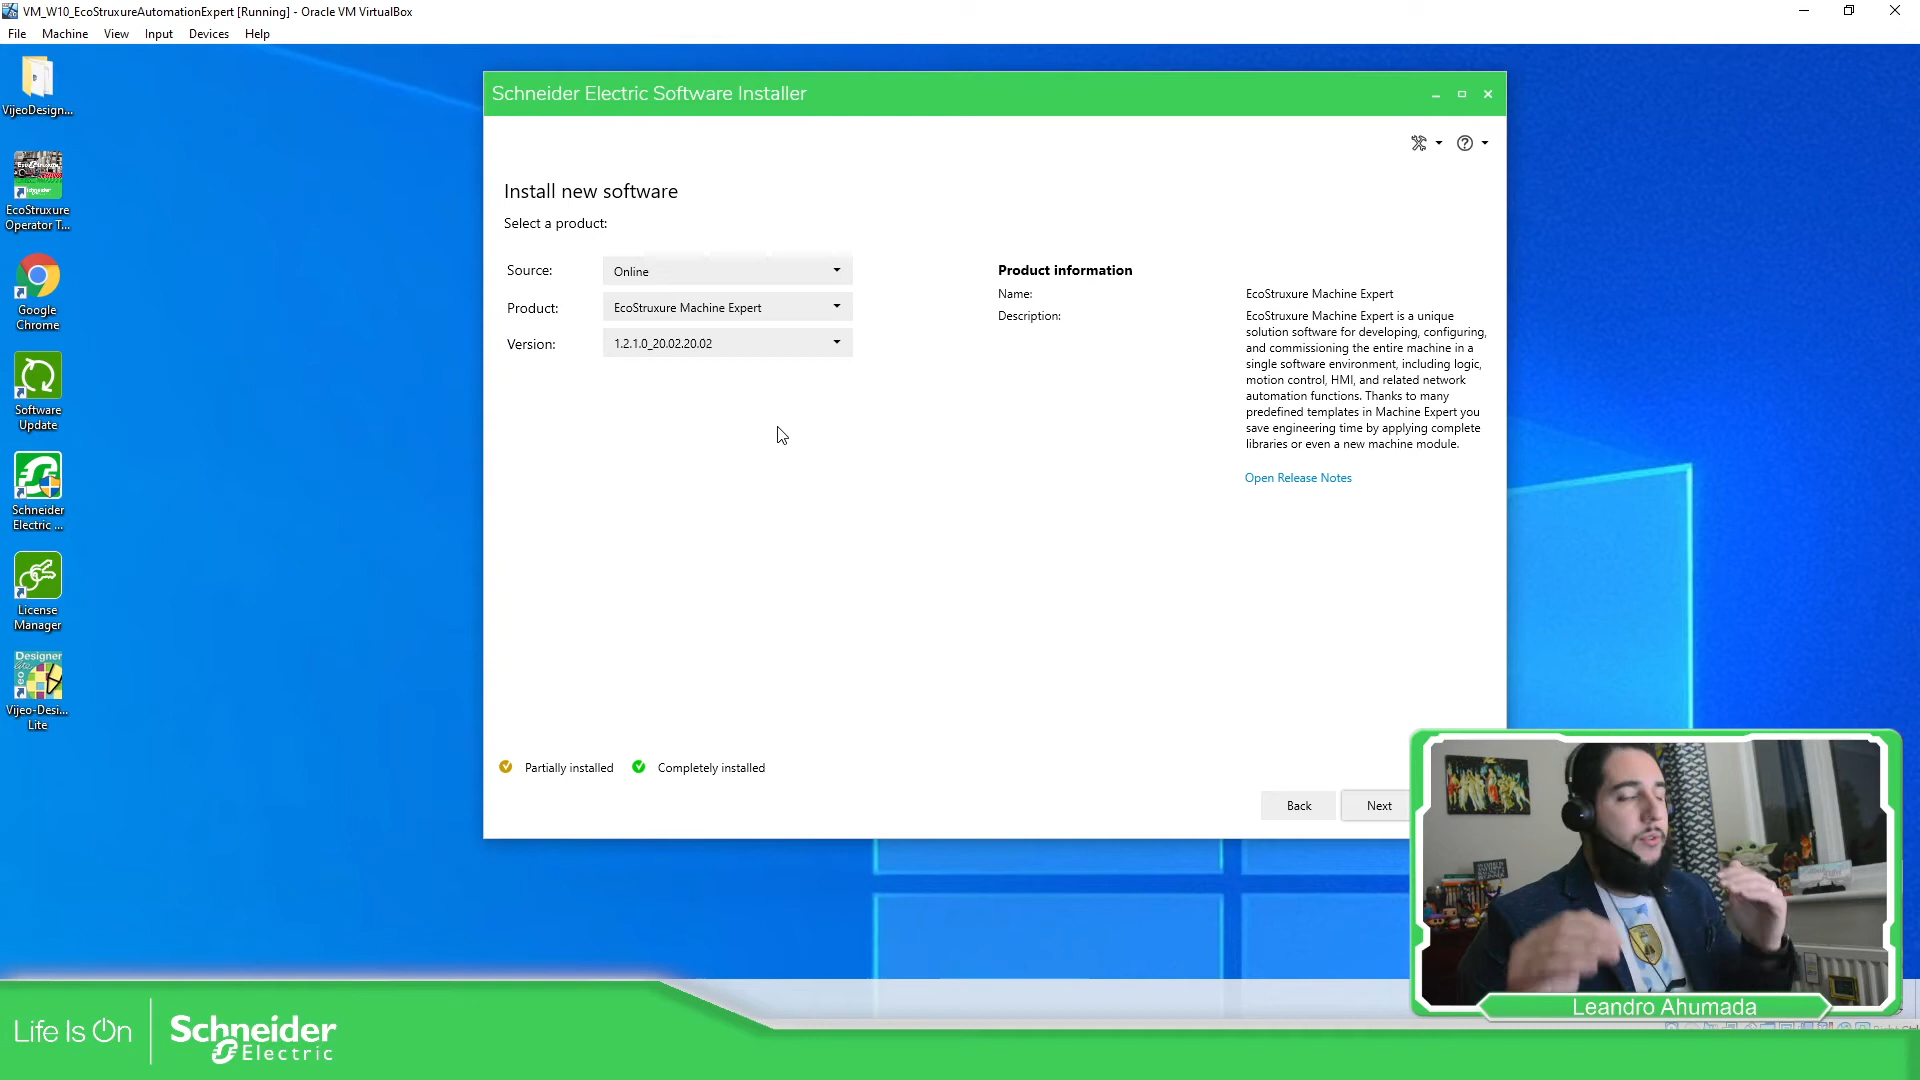 VM_W10_EcoStruxureAutomationExpert [Running] - Oracle VM VirtualBox
File Machine View Input Devices Help
VijeoDesign...
EcoStruxure
Operator T...
Google
Chrome
Software
Update
Schneider
Electric ...
License
Manager
Designer
Vijeo-Desi...
Lite
Schneider Electric Software Installer
Install new software
Select a product:
Source: Online
Product: EcoStruxure Machine Expert
Version: 1.2.1.0_20.02.20.02
Product information
Name: EcoStruxure Machine Expert
Description: EcoStruxure Machine Expert is a unique
solution software for developing, configuring,
and commissioning the entire machine in a
single software environment, including logic,
motion control, HMI, and related network
automation functions. Thanks to many
predefined templates in Machine Expert you
save engineering time by applying complete
libraries or even a new machine module.
Open Release Notes
Partially installed Completely installed
Back Next
Leandro Ahumada
Life Is On
Schneider
Electric